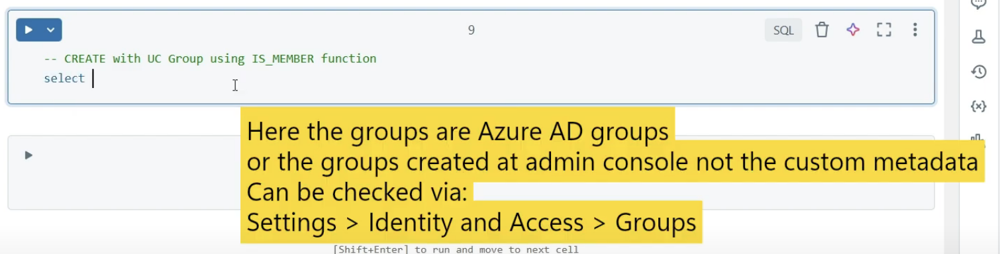 9
SQL
-- CREATE with UC Group using IS_MEMBER function
select
Here the groups are Azure AD groups
or the groups created at admin console not the custom metadata
Can be checked via:
Settings > Identity and Access > Groups
[Shift+Enter] to run and move to next cell